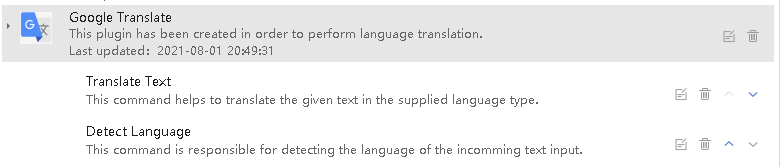 Google Translate
This plugin has been created in order to perform language translation.
Last updated: 2021-08-01 20:49:31
Translate Text
This command helps to translate the given text in the supplied language type.
Detect Language
This command is responsible for detecting the language of the incomming text input.